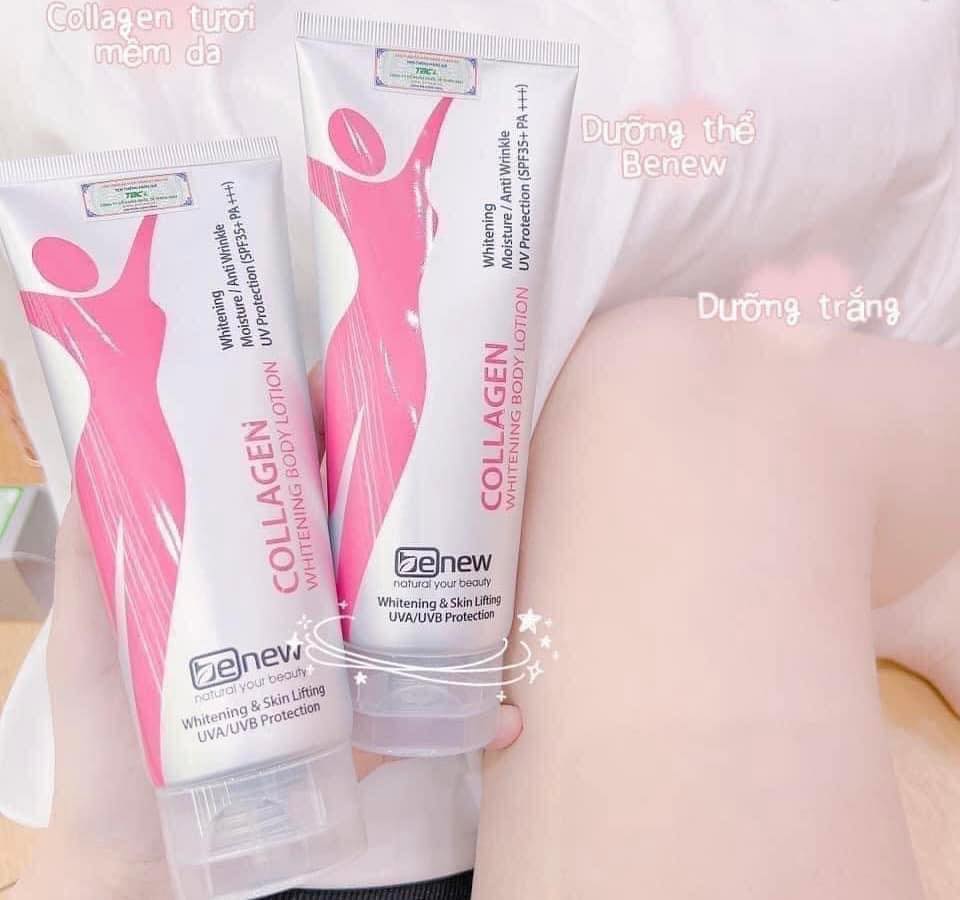 Collagen tươi
mềm da
Dưỡng thể
Benew
Dưỡng trắng
TBC
Whitening
Moisture / Anti Wrinkle
UV Protection (SPF35+ PA +++)
COLLAGEN
WHITENING BODY LOTION
benew
natural your beauty
Whitening & Skin Lifting
UVA/UVB Protection
TBC
Whitening
Moisture / Anti Wrinkle
UV Protection (SPF35+ PA +++)
COLLAGEN
WHITENING BODY LOTION
benew
natural your beauty
Whitening & Skin Lifting
UVA/UVB Protection